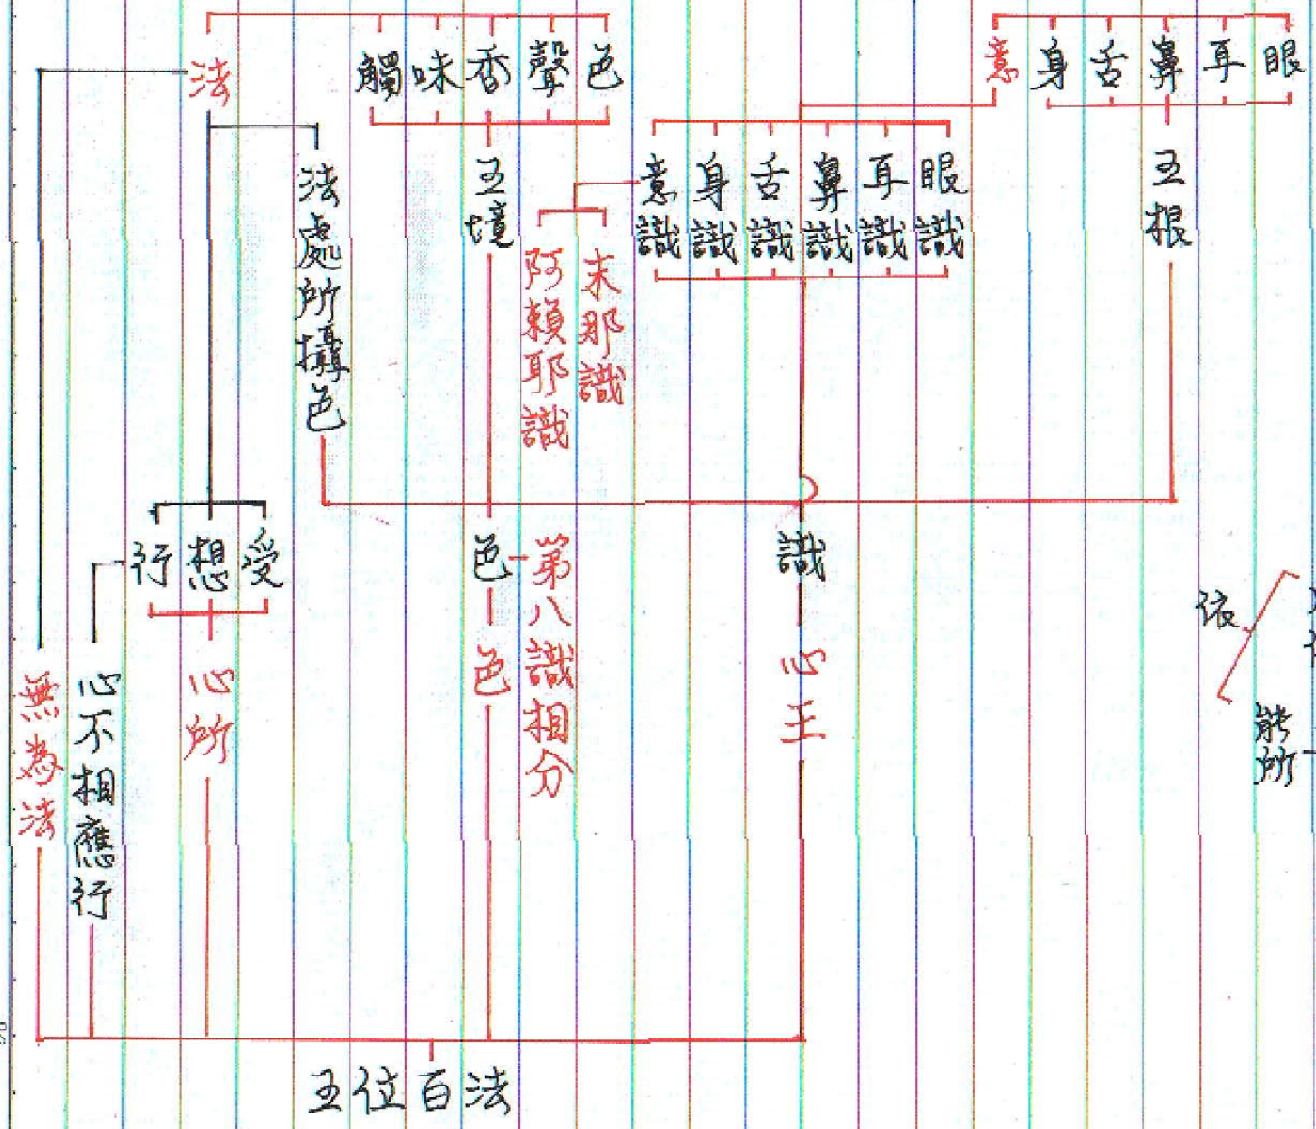 眼耳鼻舌身意
色聲香味觸
法
五根
眼識
耳識
鼻識
舌識
身識
意識
末那識
阿賴耶識
五境
法處所攝色
受想行
識
色
第八識相分
心王
色
心所
心不相應行
無為法
依
能所
五位百法